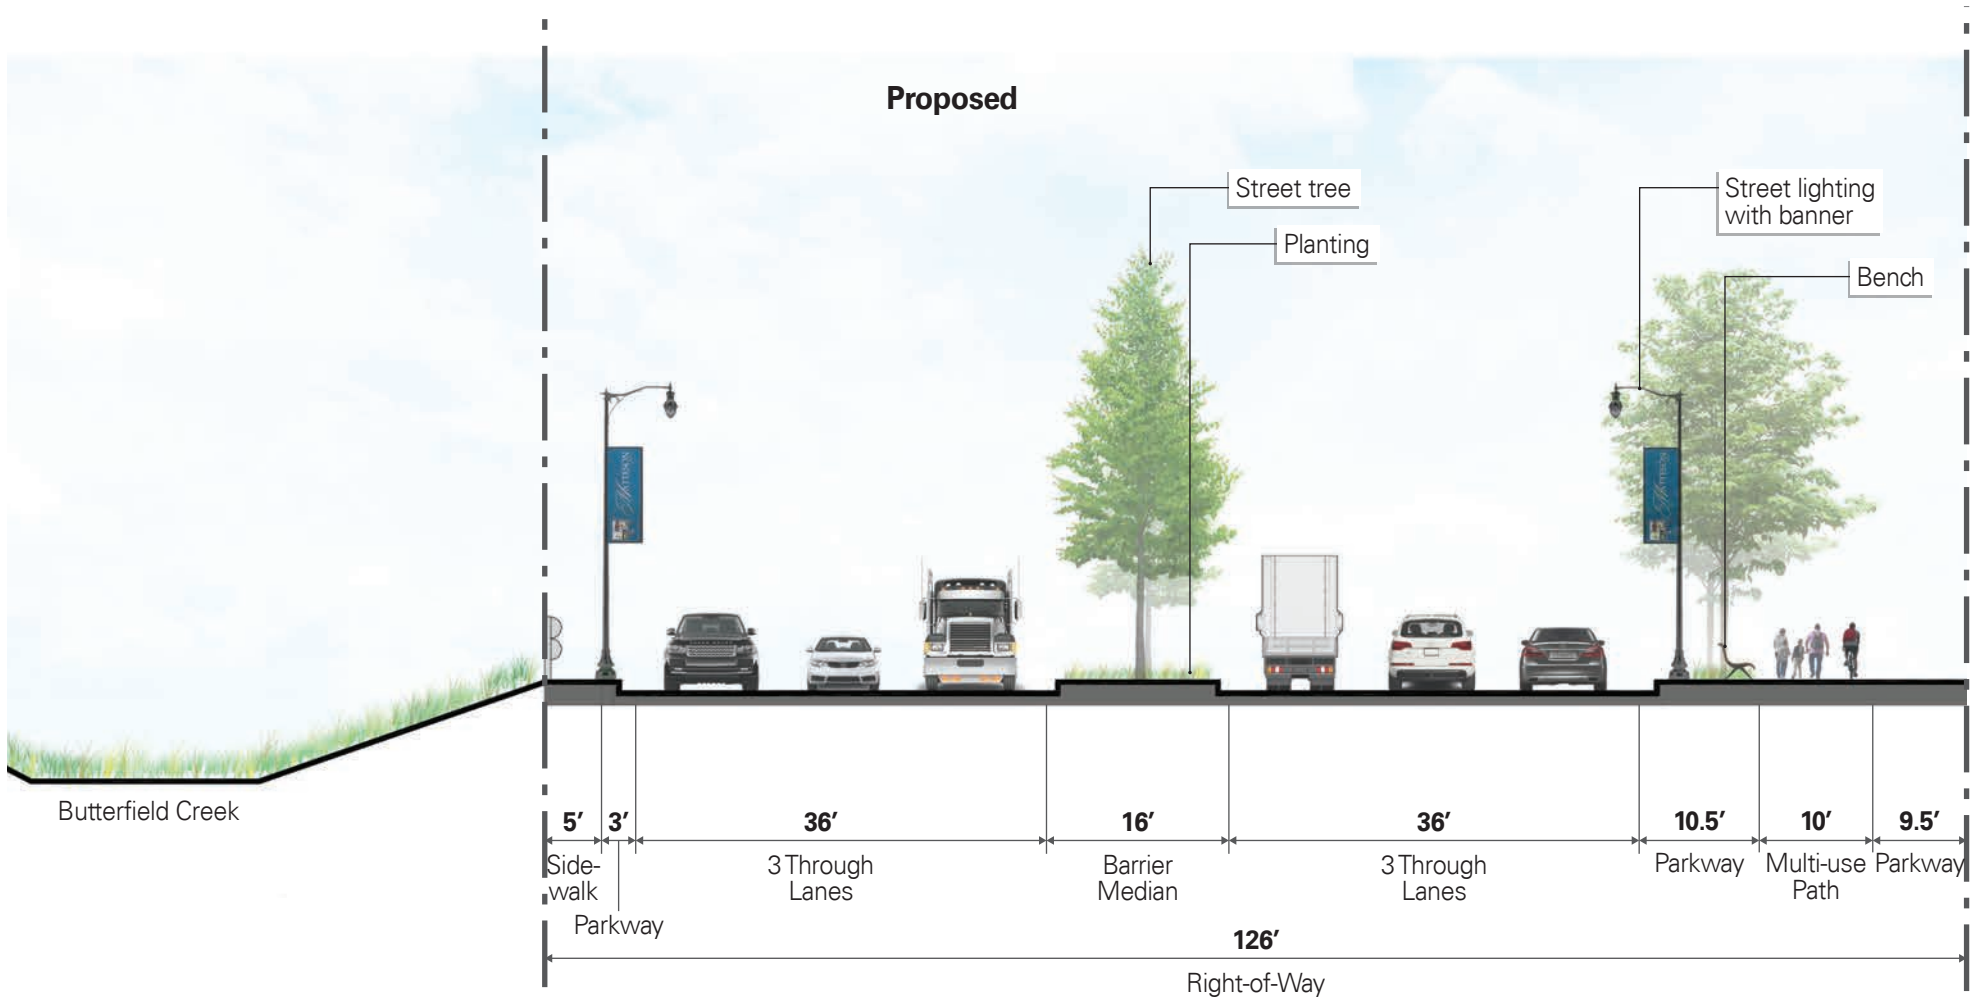 Proposed
Street tree
Planting
Street lighting
with banner
Bench
MATTESON
MATTESON
Butterfield Creek
5’
3’
36’
16’
36’
10.5’
10’
9.5’
Side-
walk
Parkway
3 Through
Lanes
Barrier
Median
3 Through
Lanes
Parkway
Multi-use
Path
Parkway
126’
Right-of-Way